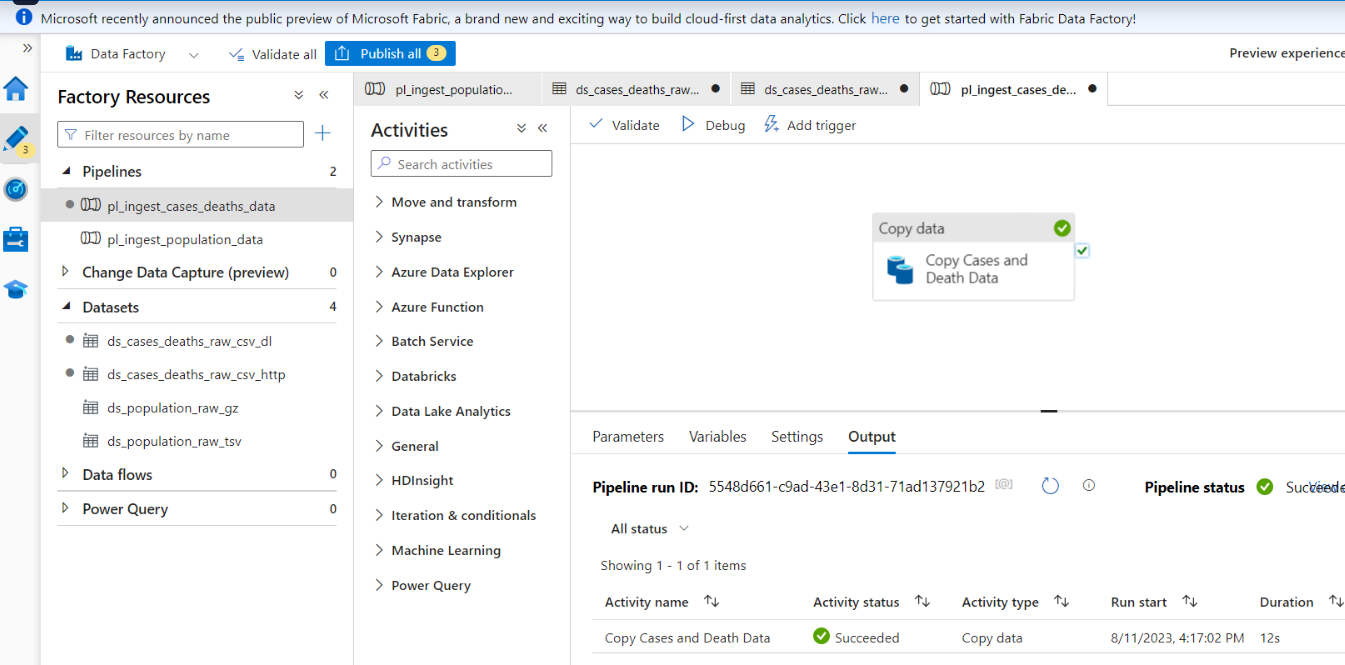 Microsoft recently announced the public preview of Microsoft Fabric, a brand new and exciting way to build cloud-first data analytics. Click here to get started with Fabric Data Factory!
Data Factory
Validate all
Publish all 3
Preview experience
3
Factory Resources
Filter resources by name
Pipelines 2
pl_ingest_cases_deaths_data
pl_ingest_population_data
Change Data Capture (preview) 0
Datasets 4
ds_cases_deaths_raw_csv_dl
ds_cases_deaths_raw_csv_http
ds_population_raw_gz
ds_population_raw_tsv
Data flows 0
Power Query 0
pl_ingest_populatio...
ds_cases_deaths_raw...
ds_cases_deaths_raw...
pl_ingest_cases_de...
Activities
Search activities
Move and transform
Synapse
Azure Data Explorer
Azure Function
Batch Service
Databricks
Data Lake Analytics
General
HDInsight
Iteration & conditionals
Machine Learning
Power Query
Validate
Debug
Add trigger
Copy data
Copy Cases and
Death Data
Parameters Variables Settings Output
Pipeline run ID: 5548d661-c9ad-43e1-8d31-71ad137921b2
Pipeline status
All status
Showing 1 - 1 of 1 items
Activity name Activity status Activity type Run start Duration
Copy Cases and Death Data Succeeded Copy data 8/11/2023, 4:17:02 PM 12s